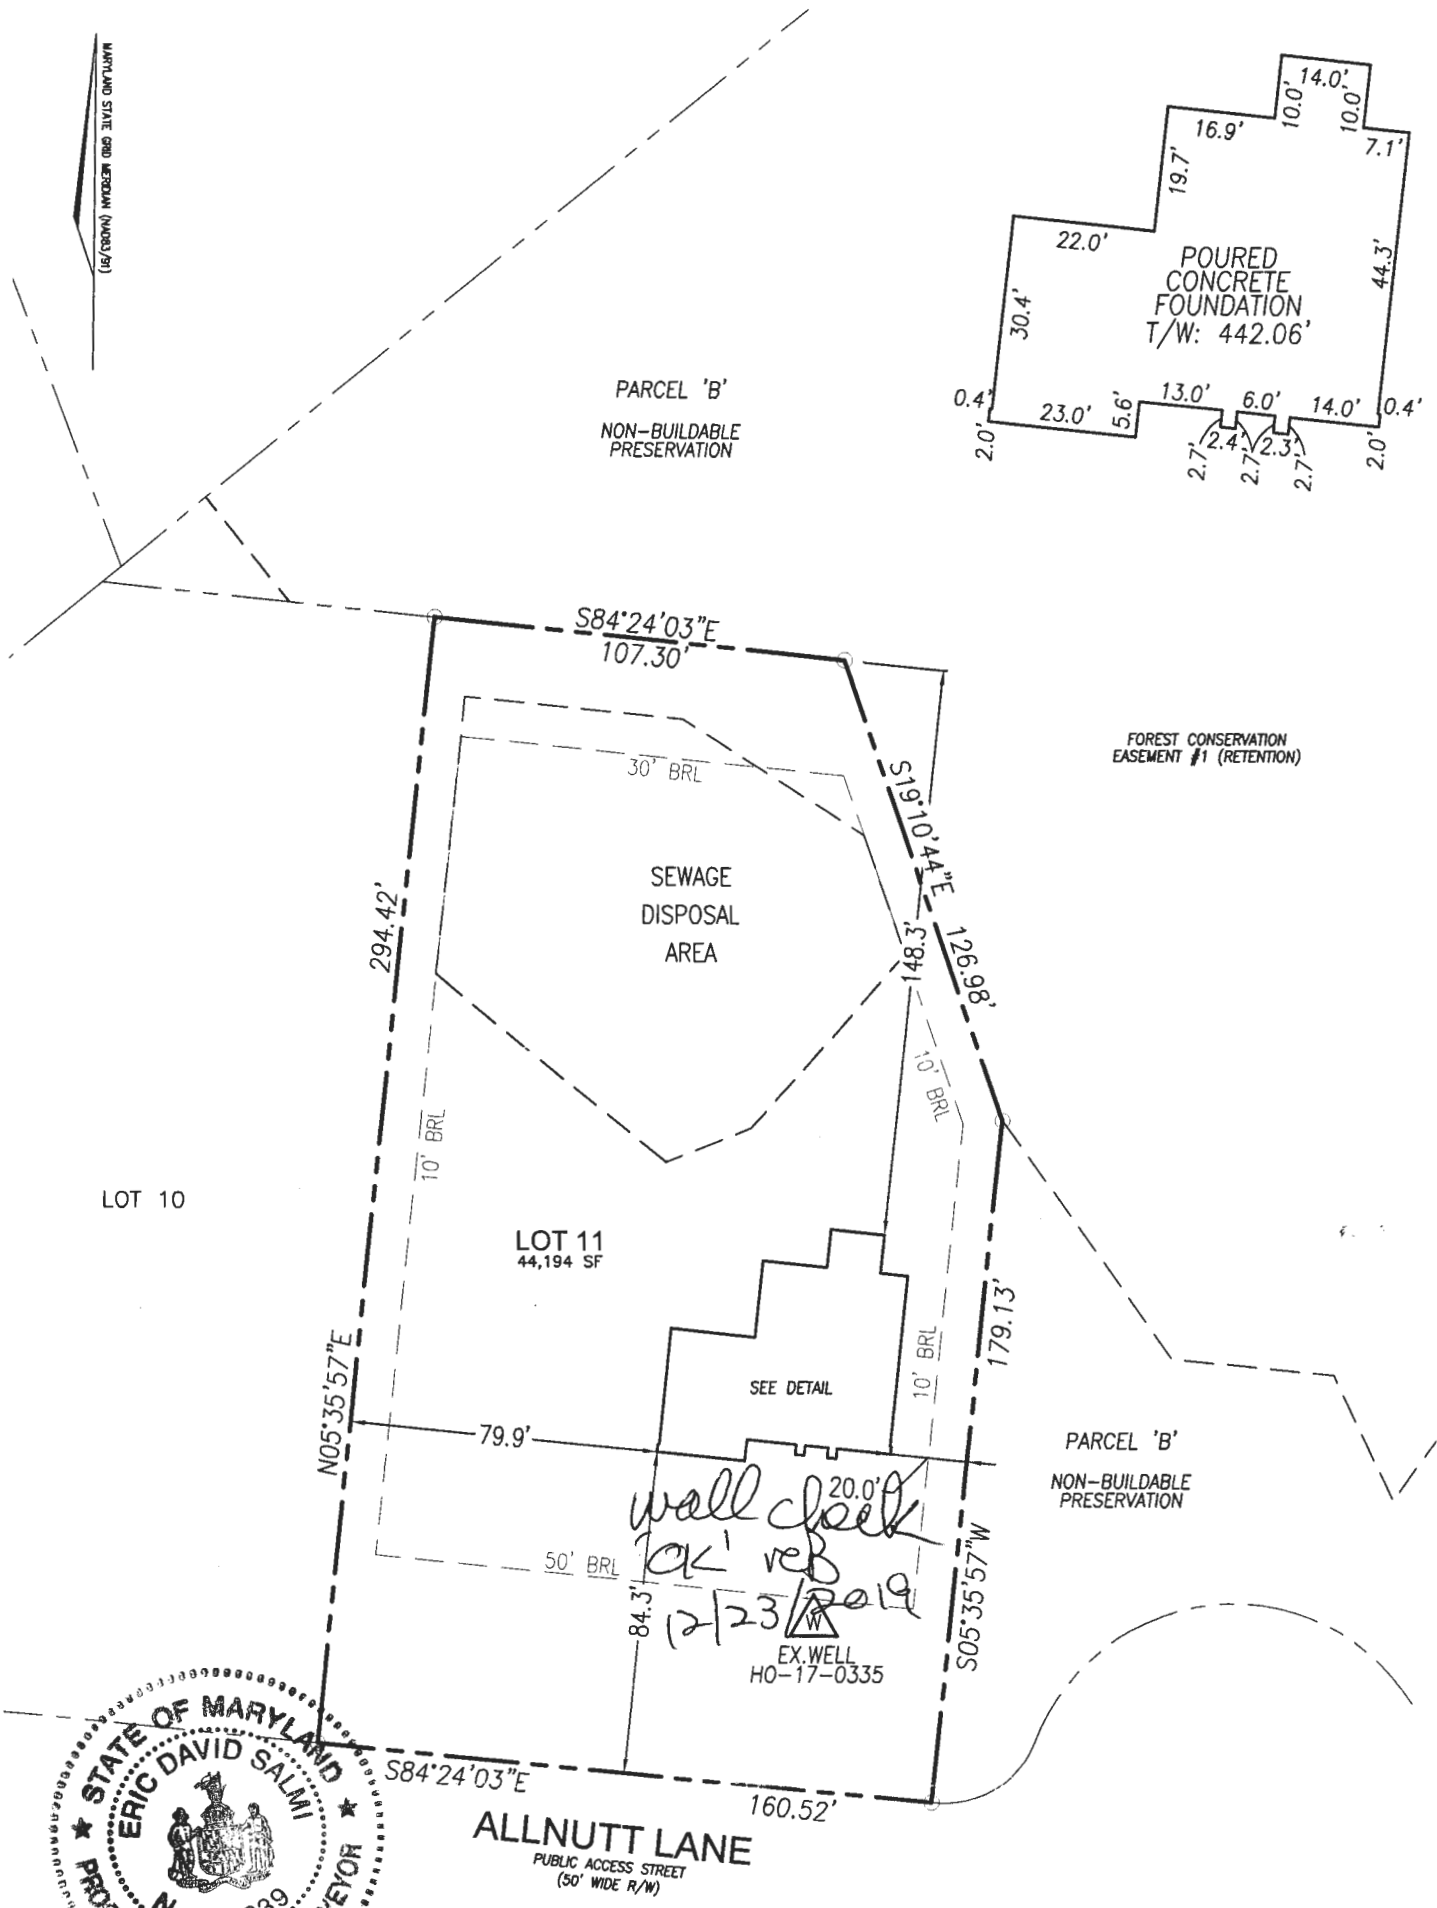 MARYLAND STATE GRID MERIDIAN (NAD83/91)
14.0'
10.0'
10.0'
16.9'
7.1'
19.7'
22.0'
44.3'
POURED
CONCRETE
FOUNDATION
T/W: 442.06'
30.4'
0.4'
23.0'
5.6'
13.0'
6.0'
14.0'
0.4'
2.0'
2.7'
2.4'
2.7'
2.3'
2.7'
2.0'
PARCEL 'B'
NON-BUILDABLE
PRESERVATION
S84°24'03"E
107.30'
FOREST CONSERVATION
EASEMENT #1 (RETENTION)
30' BRL
S19°10'44"E 126.98'
SEWAGE
DISPOSAL
AREA
294.42'
148.3'
10' BRL
10' BRL
LOT 10
LOT 11
44,194 SF
179.13'
N05°35'57"E
10' BRL
SEE DETAIL
79.9'
PARCEL 'B'
NON-BUILDABLE
PRESERVATION
20.0'
wall check
'OK' reB
12/23/2019
50' BRL
84.3'
S05°35'57"W
W
EX.WELL
HO-17-0335
S84°24'03"E
160.52'
ALLNUTT LANE
PUBLIC ACCESS STREET
(50' WIDE R/W)
STATE OF MARYLAND
ERIC DAVID SALMI